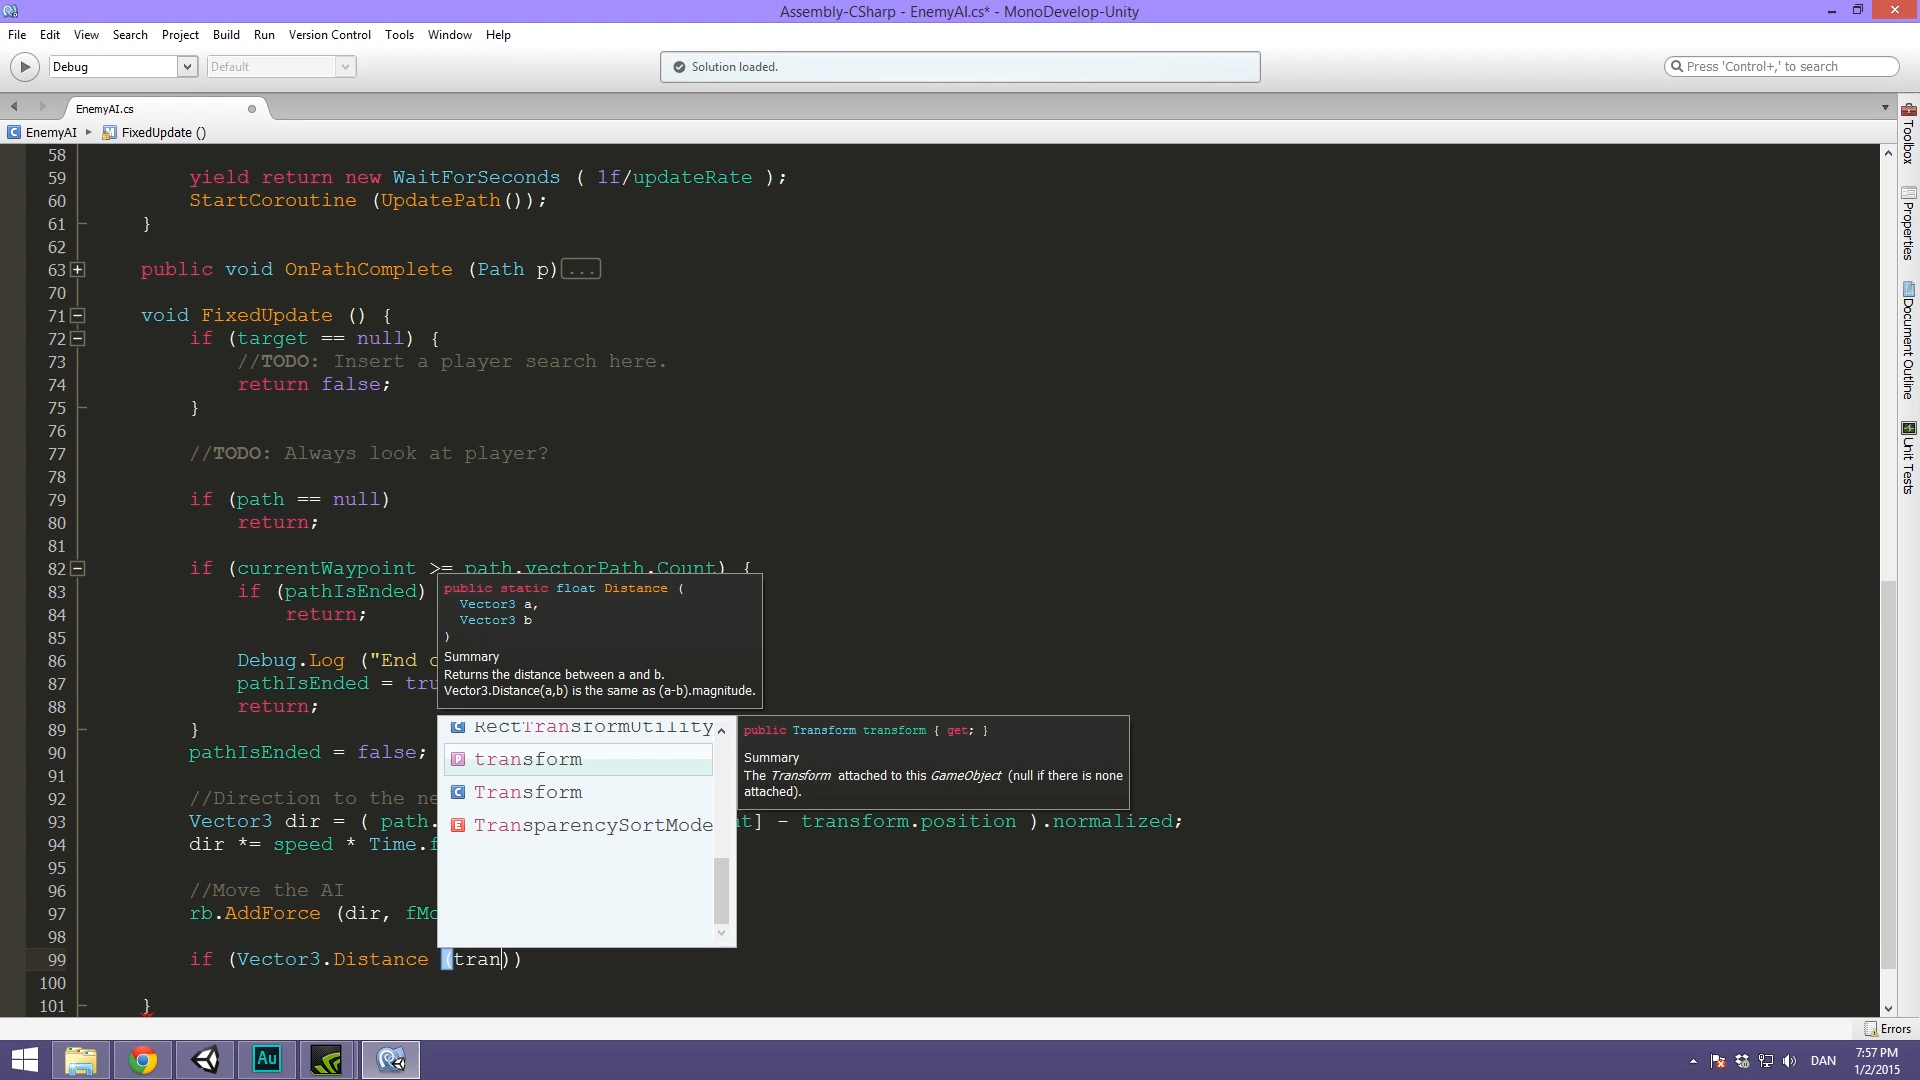 Assembly-CSharp - EnemyAI.cs* - MonoDevelop-Unity
File Edit View Search Project Build Run Version Control Tools Window Help
Debug Default Solution loaded. Press 'Control+,' to search
EnemyAI.cs
EnemyAI FixedUpdate ()
58
59 yield return new WaitForSeconds ( 1f/updateRate );
60 StartCoroutine (UpdatePath());
61 }
62
63 public void OnPathComplete (Path p)...
70
71 void FixedUpdate () {
72 if (target == null) {
73 //TODO: Insert a player search here.
74 return false;
75 }
76
77 //TODO: Always look at player?
78
79 if (path == null)
80 return;
81
82 if (currentWaypoint >= path.vectorPath.Count) {
83 if (pathIsEnded)
84 return;
85
86 Debug.Log ("End o
87 pathIsEnded = tru
88 return;
89 }
90 pathIsEnded = false;
91
92 //Direction to the ne
93 Vector3 dir = ( path. t] - transform.position ).normalized;
94 dir *= speed * Time.f
95
96 //Move the AI
97 rb.AddForce (dir, fMo
98
99 if (Vector3.Distance (tran))
100
101 }
public static float Distance (
Vector3 a,
Vector3 b
)
Summary
Returns the distance between a and b.
Vector3.Distance(a,b) is the same as (a-b).magnitude.
RectTransformUtility
transform
Transform
TransparencySortMode
public Transform transform { get; }
Summary
The Transform attached to this GameObject (null if there is none
attached).
Toolbox
Properties
Document Outline
Unit Tests
Errors
Au
DAN
7:57 PM
1/2/2015